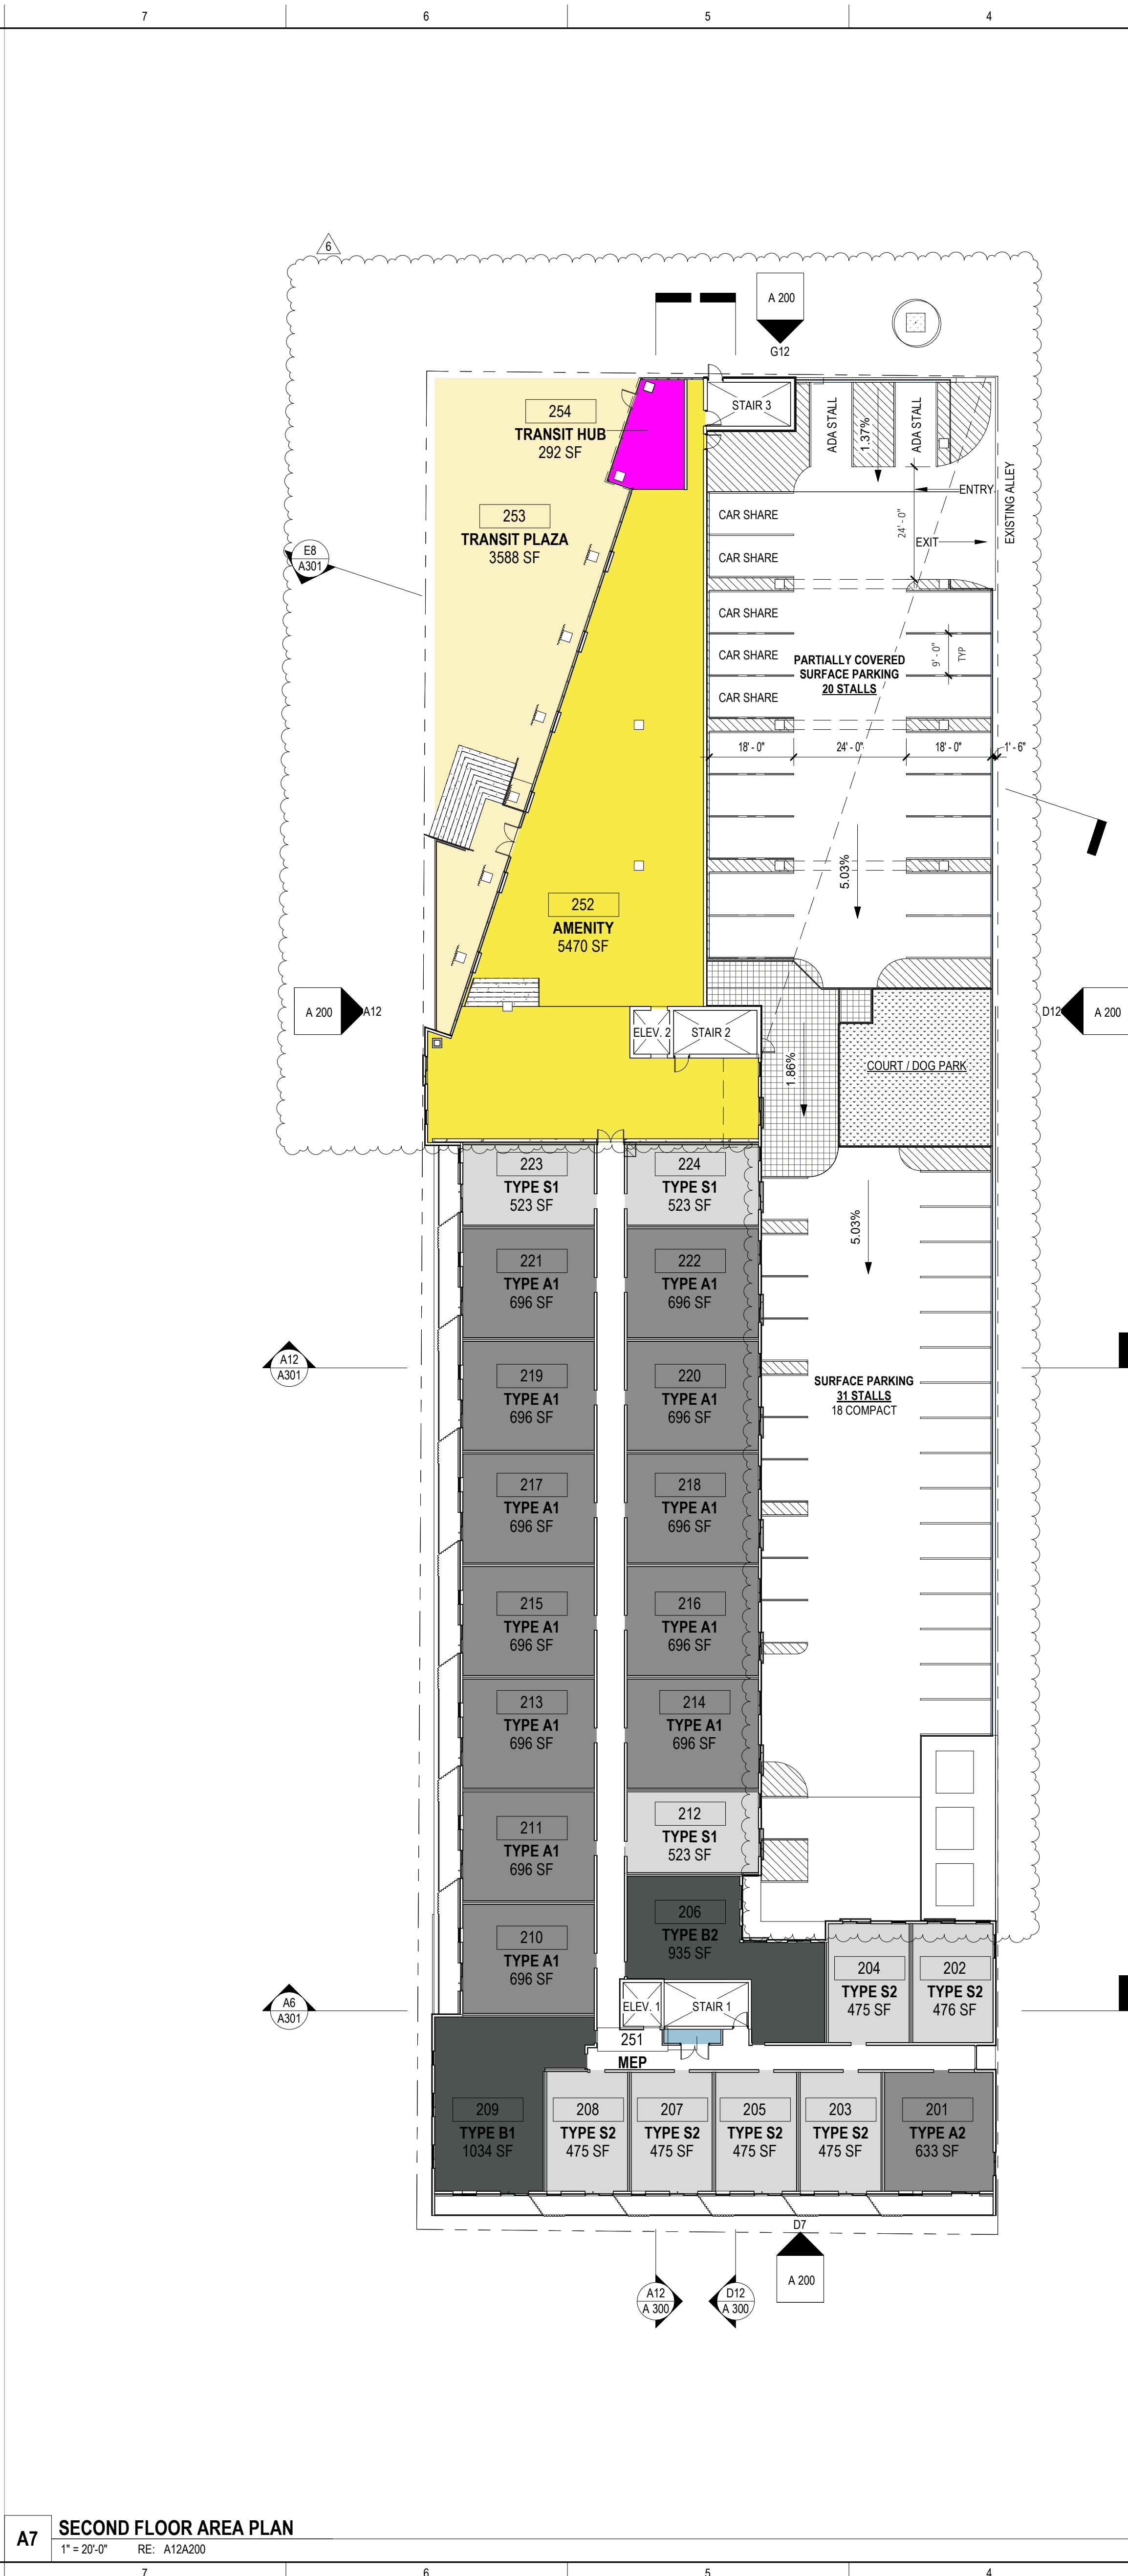 7 6 5 4
6
A 200
G12
STAIR 3
254
TRANSIT HUB
292 SF
ADA STALL
1.37%
ADA STALL
ENTRY
EXISTING ALLEY
24' - 0"
EXIT
CAR SHARE
CAR SHARE
CAR SHARE
CAR SHARE
CAR SHARE
253
TRANSIT PLAZA
3588 SF
E8
A301
9' - 0"
TYP
PARTIALLY COVERED
SURFACE PARKING
20 STALLS
18' - 0"
24' - 0"
18' - 0"
1' - 6"
5.03%
252
AMENITY
5470 SF
A 200
A12
ELEV. 2
STAIR 2
D12
A 200
1.86%
COURT / DOG PARK
223
TYPE S1
523 SF
224
TYPE S1
523 SF
5.03%
221
TYPE A1
696 SF
222
TYPE A1
696 SF
A12
A301
219
TYPE A1
696 SF
220
TYPE A1
696 SF
SURFACE PARKING
31 STALLS
18 COMPACT
217
TYPE A1
696 SF
218
TYPE A1
696 SF
215
TYPE A1
696 SF
216
TYPE A1
696 SF
213
TYPE A1
696 SF
214
TYPE A1
696 SF
211
TYPE A1
696 SF
212
TYPE S1
523 SF
210
TYPE A1
696 SF
206
TYPE B2
935 SF
204
TYPE S2
475 SF
202
TYPE S2
476 SF
A6
A301
ELEV. 1
STAIR 1
251
MEP
209
TYPE B1
1034 SF
208
TYPE S2
475 SF
207
TYPE S2
475 SF
205
TYPE S2
475 SF
203
TYPE S2
475 SF
201
TYPE A2
633 SF
D7
A 200
A12
A 300
D12
A 300
A7
SECOND FLOOR AREA PLAN
1" = 20'-0" RE: A12A200
7 6 5 4